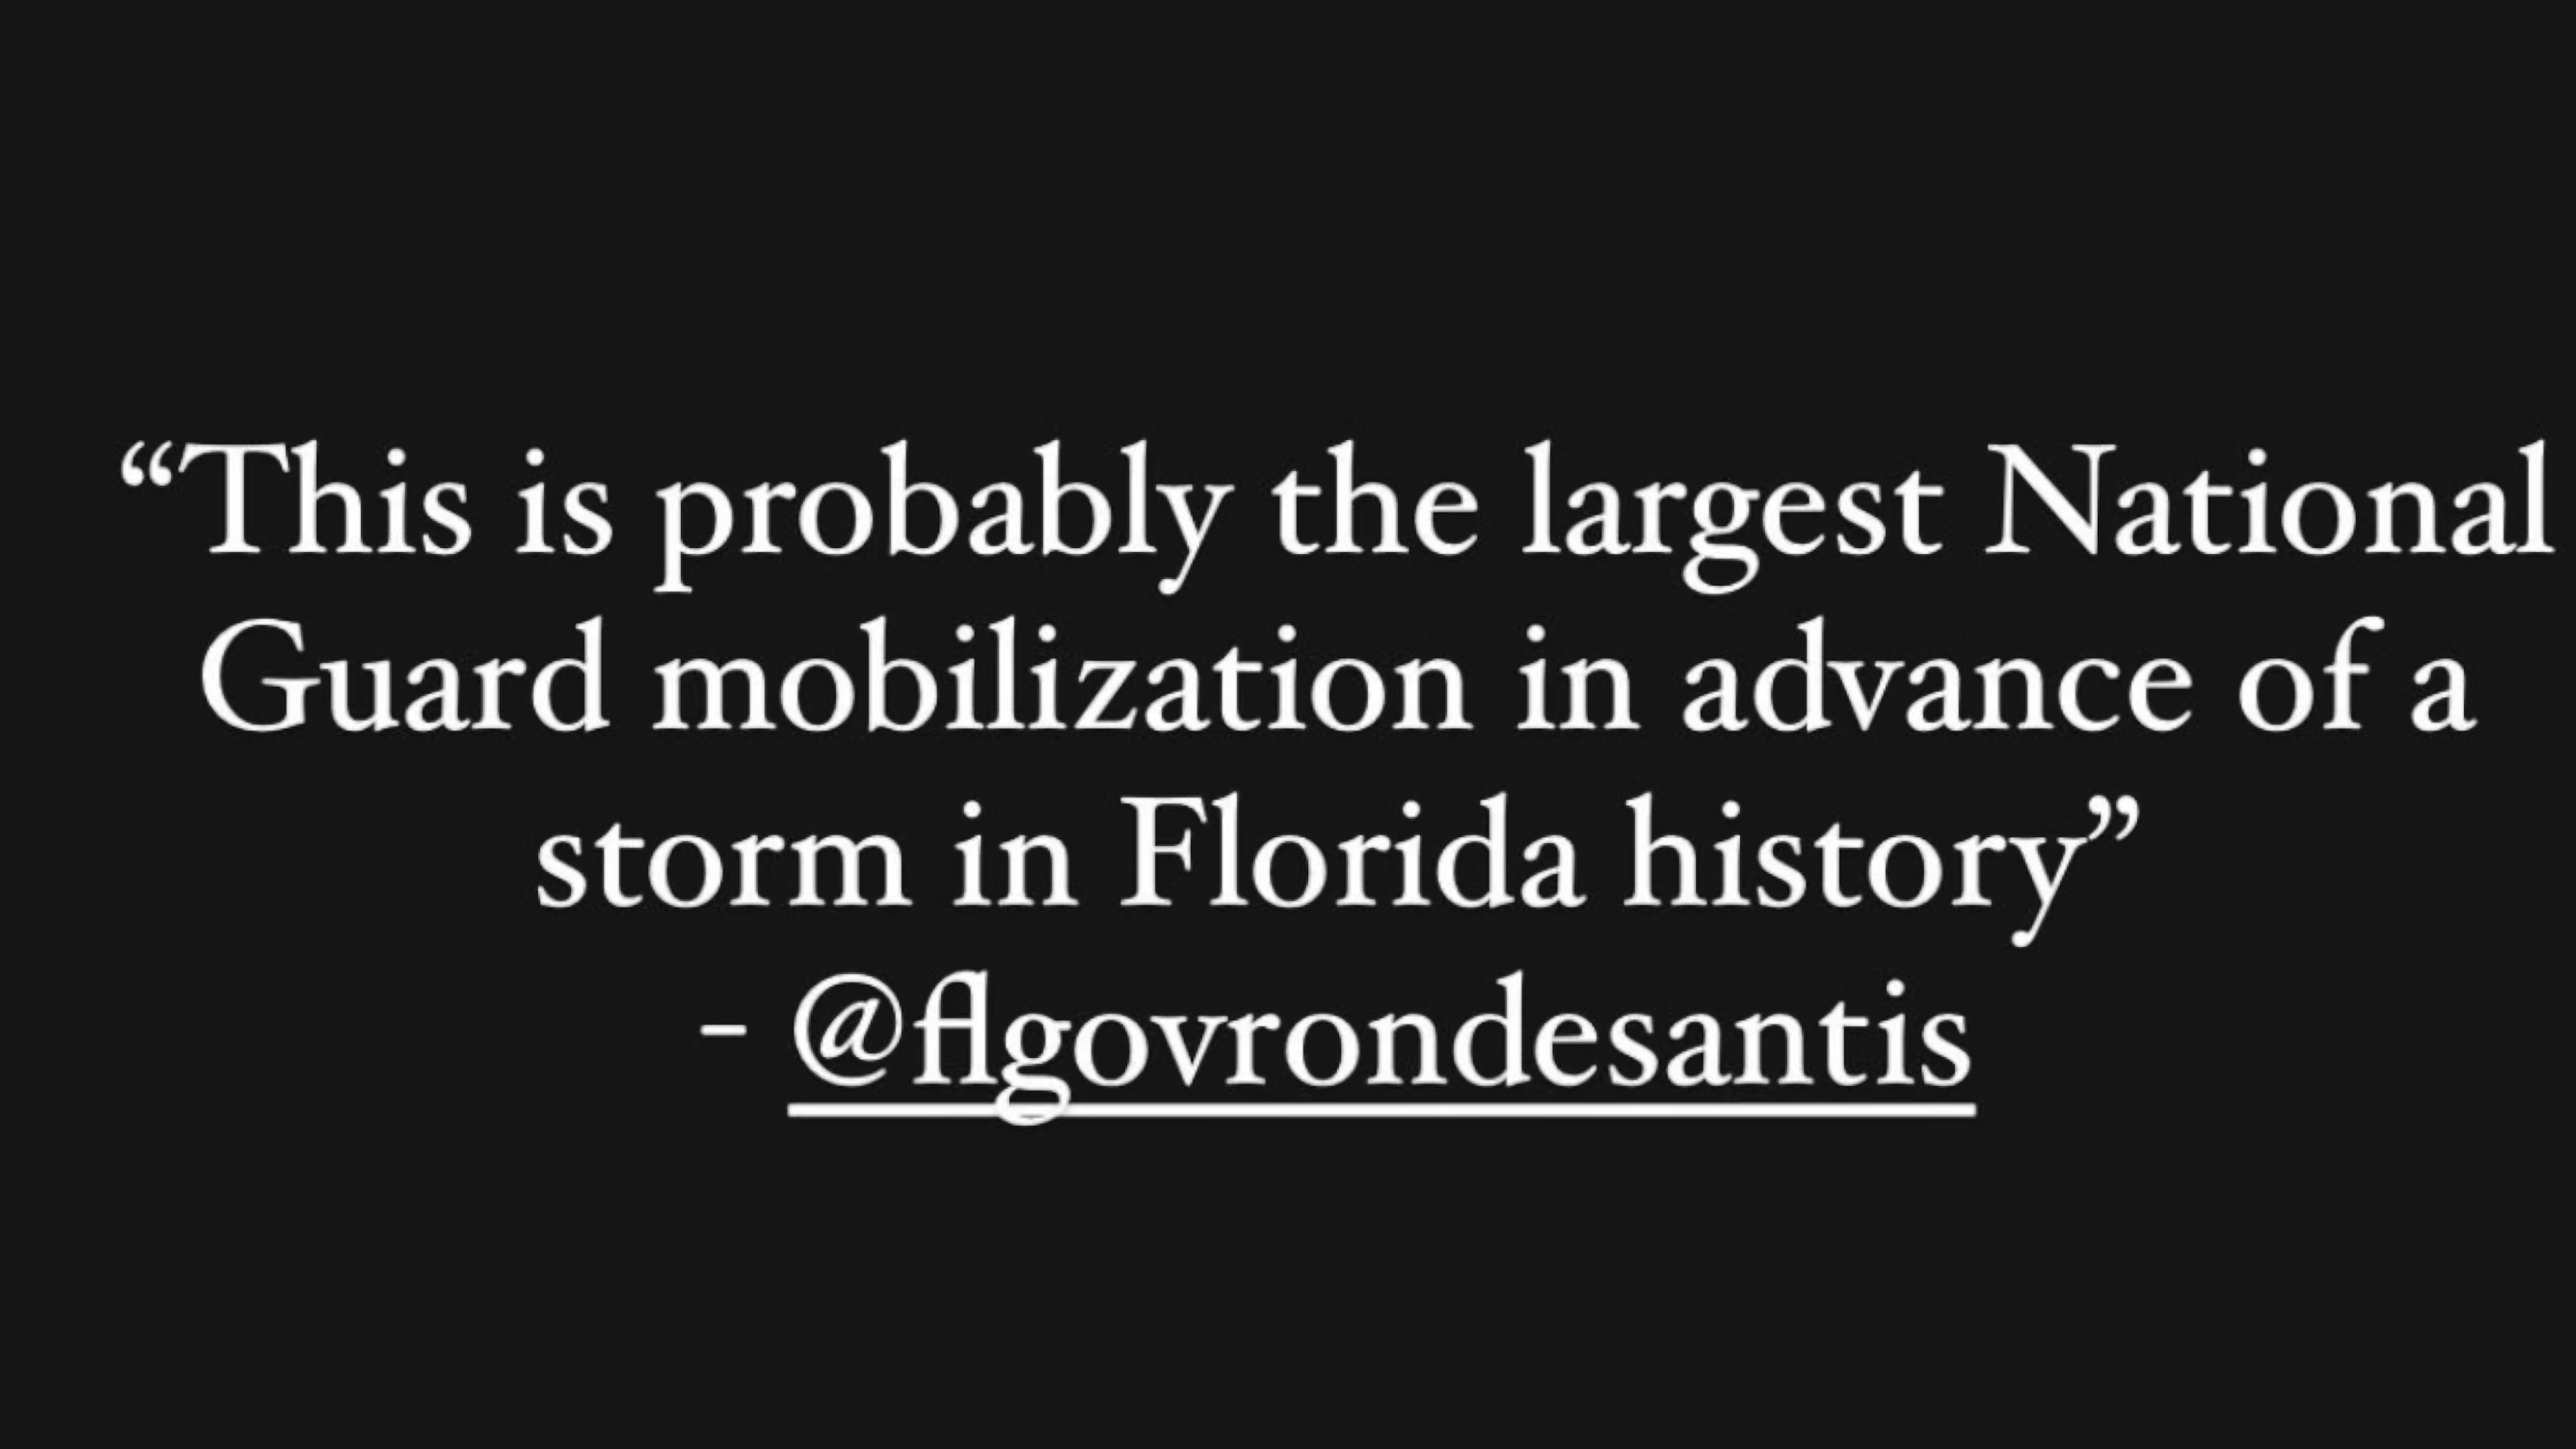 “This is probably the largest National
Guard mobilization in advance of a
storm in Florida history”
- @flgovrondesantis